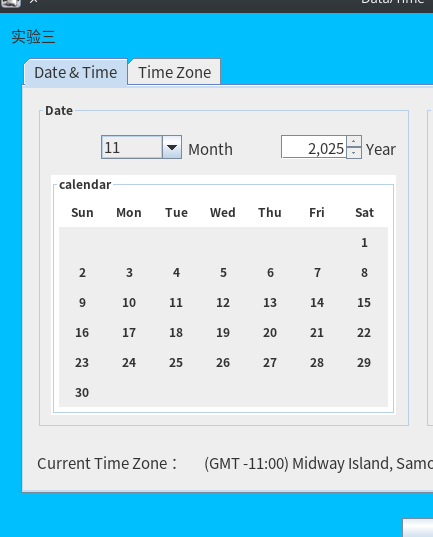 Date/Time
实验三
Date & Time Time Zone
Date
11 Month 2,025 Year
calendar
Sun Mon Tue Wed Thu Fri Sat
1
2 3 4 5 6 7 8
9 10 11 12 13 14 15
16 17 18 19 20 21 22
23 24 25 26 27 28 29
30
Current Time Zone： (GMT -11:00) Midway Island, Samo